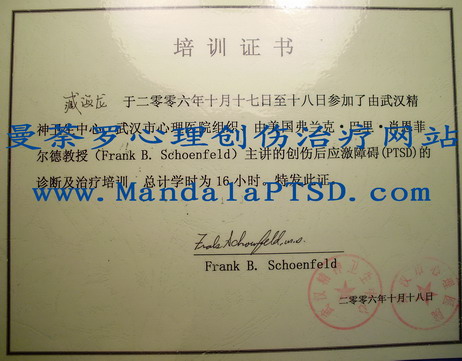 培训证书
臧海龙 于二零零六年十月十七日至十八日参加了由武汉精
神卫生中心、武汉市心理医院组织，由美国弗兰克·巴里·肖恩菲
曼荼罗心理创伤治疗网站
尔德教授（Frank B. Schoenfeld）主讲的创伤后应激障碍(PTSD)的
诊断及治疗培训，总计学时为16小时，特发此证。
www.MandalaPTSD.com
Frank B. Schoenfeld
二零零六年十月十八日